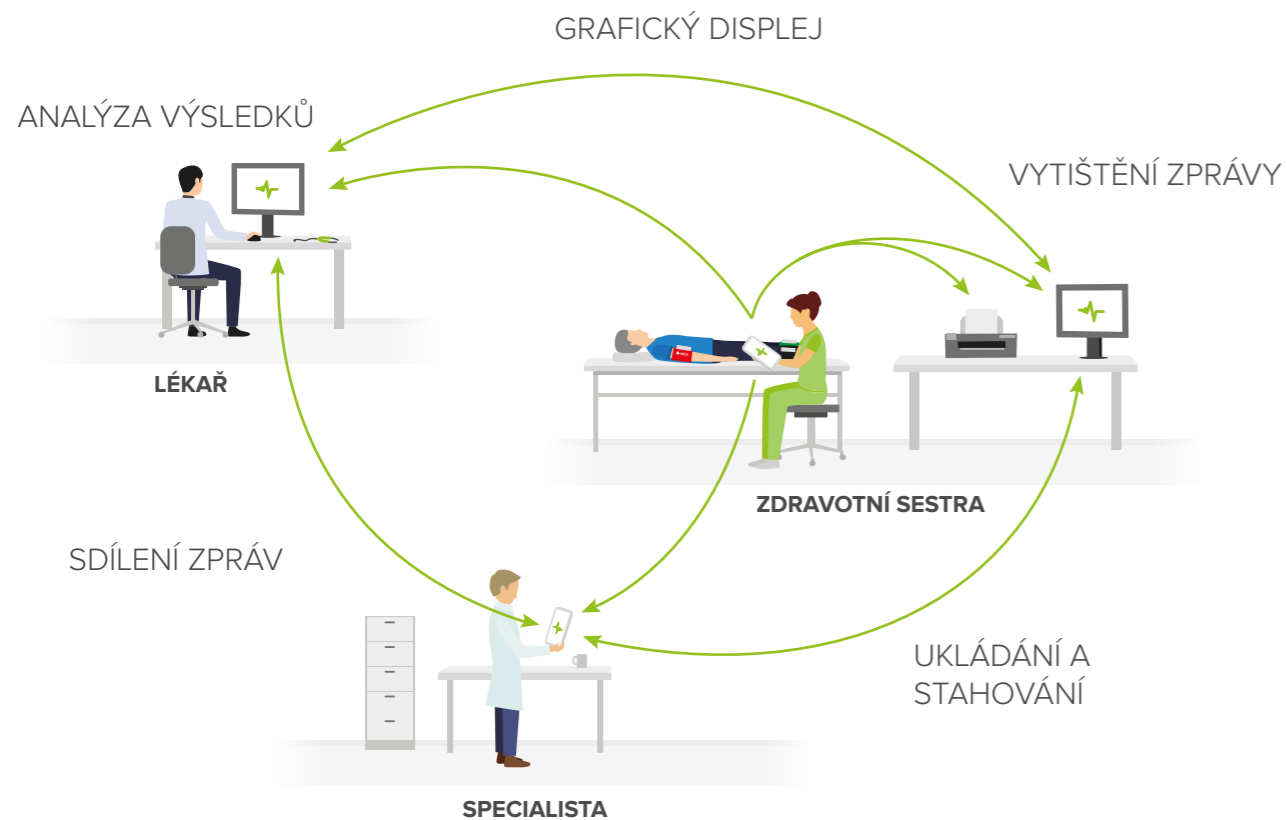 GRAFICKÝ DISPLEJ
ANALÝZA VÝSLEDKŮ
VYTIŠTĚNÍ ZPRÁVY
LÉKAŘ
ZDRAVOTNÍ SESTRA
SDÍLENÍ ZPRÁV
UKLÁDÁNÍ A
STAHOVÁNÍ
SPECIALISTA